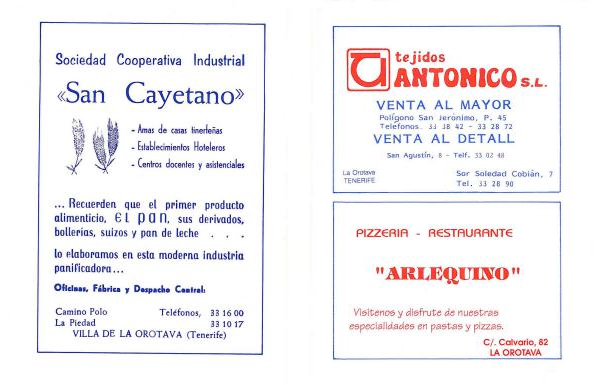 Sociedad Cooperativa Industrial
«San Cayetano»
- Amas de casas tinerfeñas
- Establecimientos Hoteleros
- Centros docentes y asistenciales
... Recuerden que el primer producto
alimenticio, EL PAN, sus derivados,
bollerias, suizos y pan de leche . . .
lo elaboramos en esta moderna industria
panificadora...
Oficinas, Fábrica y Despacho Central:
Camino Polo Teléfonos, 33 16 00
La Piedad 33 10 17
VILLA DE LA OROTAVA (Tenerife)
tejidos
ANTONICO S.L.
VENTA AL MAYOR
Polígono San Jerónimo, P. 45
Teléfonos. 33 38 42 - 33 28 72
VENTA AL DETALL
San Agustín, 8 - Telf. 33 02 48
La Orotava
TENERIFE
Sor Soledad Cobián, 7
Tel. 33 28 90
PIZZERIA - RESTAURANTE
"ARLEQUINO"
Visitenos y disfrute de nuestras
especialidades en pastas y pizzas.
C/. Calvario, 82
LA OROTAVA